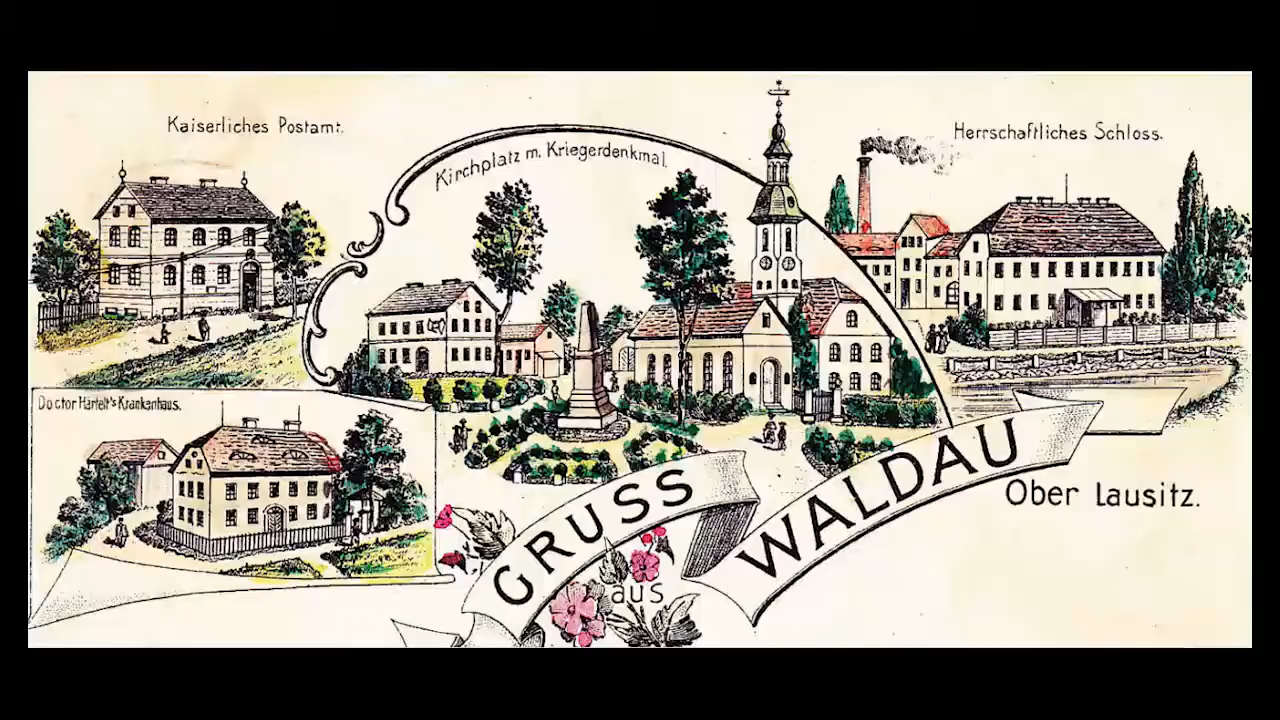 Kaiserliches Postamt.
Kirchplatz m. Kriegerdenkmal.
Herrschaftliches Schloss.
Doctor Härtelt's Krankenhaus.
GRUSS
aus
WALDAU
Ober Lausitz.